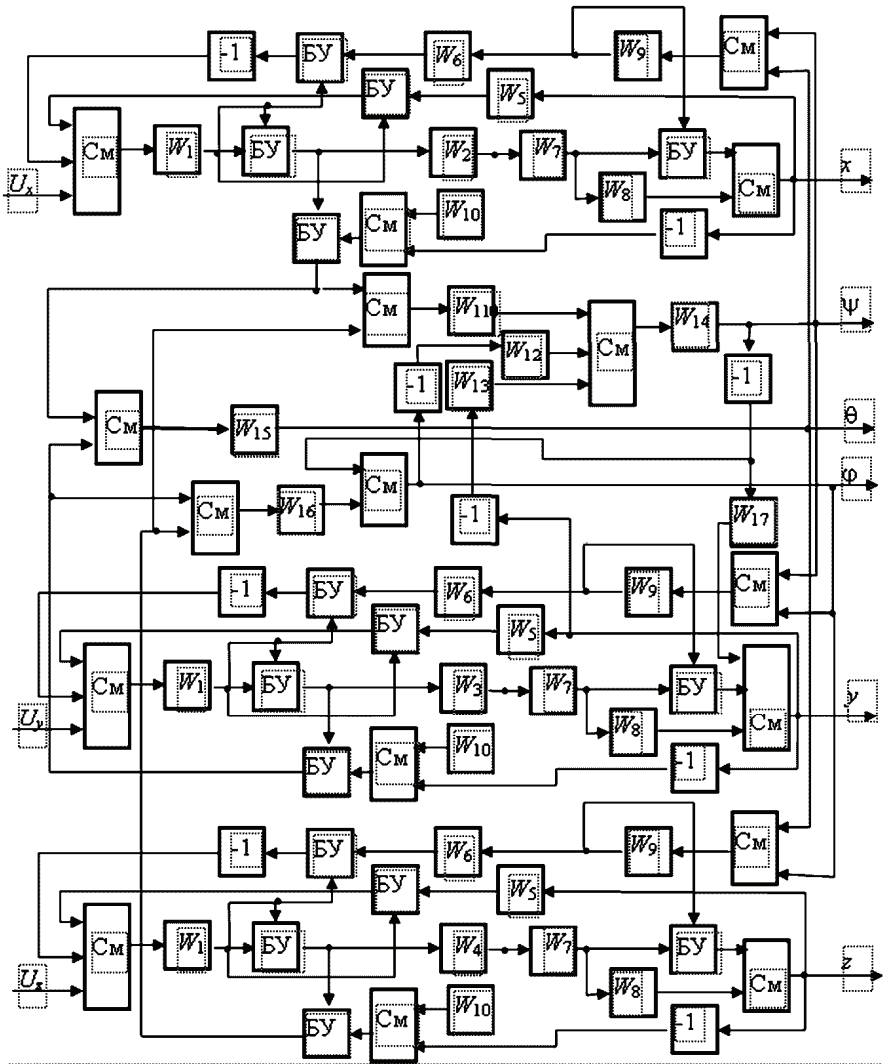 -1 БУ W6 W9 См
БУ W5
См W1 БУ W2 W7 БУ См x
Ux W8
БУ См W10 -1
См W11 См W14 ψ
W12
-1 W13 -1
См W15 θ
См W16 См φ
-1 W17
-1 БУ W6 W9 См
БУ W5
См W1 БУ W3 W7 БУ См y
Uy W8
БУ См W10 -1
-1 БУ W6 W9 См
БУ W5
См W1 БУ W4 W7 БУ См z
W8
БУ См W10 -1